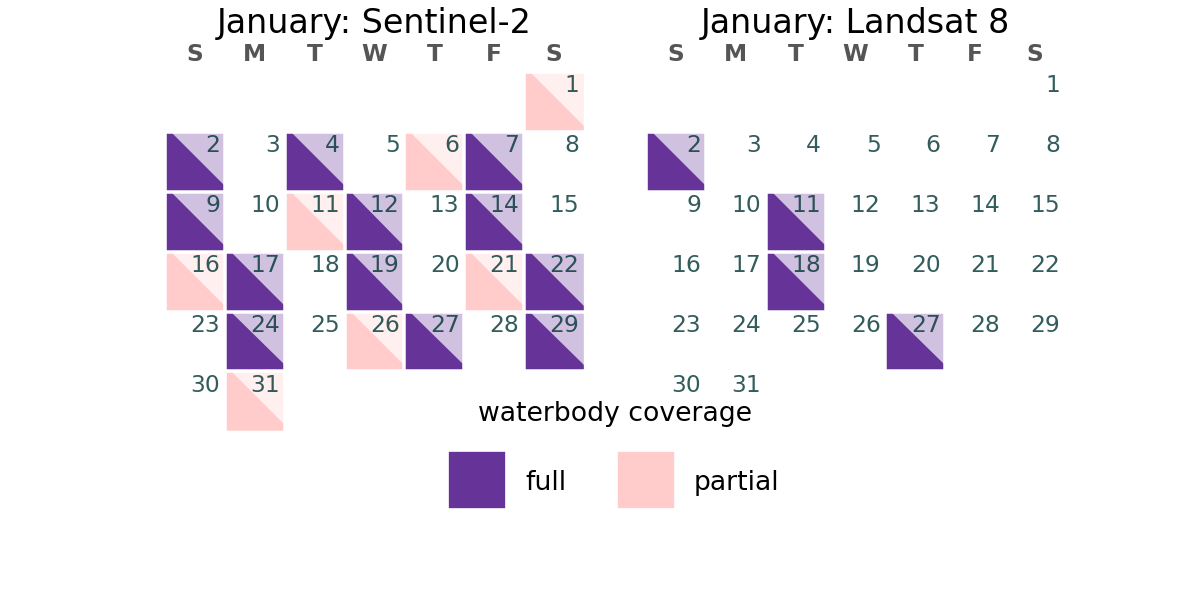 January: Sentinel-2
S M T W T F S
1
2 3 4 5 6 7 8
9 10 11 12 13 14 15
16 17 18 19 20 21 22
23 24 25 26 27 28 29
30 31
January: Landsat 8
S M T W T F S
1
2 3 4 5 6 7 8
9 10 11 12 13 14 15
16 17 18 19 20 21 22
23 24 25 26 27 28 29
30 31
waterbody coverage
full partial